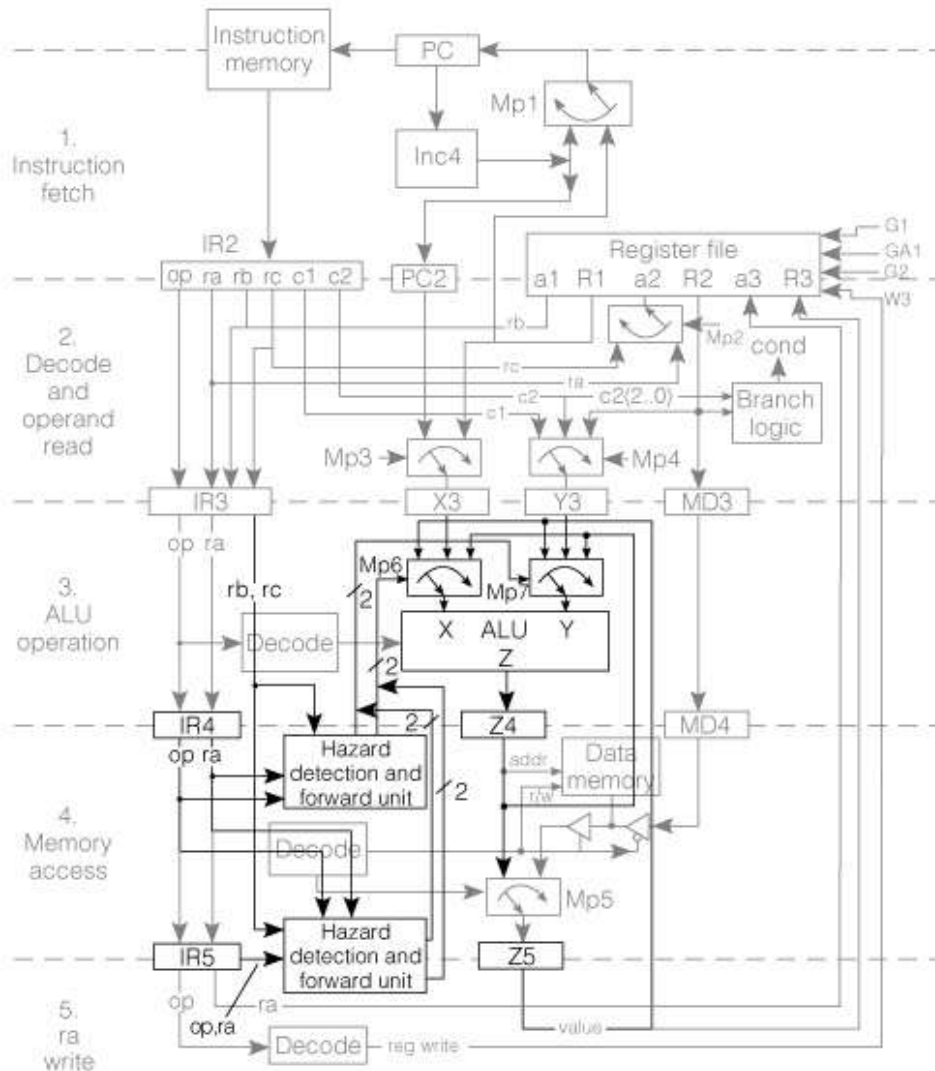 Instruction
memory
PC
Mp1
1.
Instruction
fetch
Inc4
IR2
op ra rb rc c1 c2
PC2
Register file
a1 R1 a2 R2 a3 R3
G1
GA1
G2
W3
2.
Decode
and
operand
read
rb
Mp2
cond
rc
ra
c2
c2(2..0)
c1
Branch
logic
Mp3
Mp4
IR3
X3
Y3
MD3
op ra
3.
ALU
operation
rb, rc
2
Mp6
Mp7
Decode
X ALU Y
Z
2
IR4
2
Z4
MD4
op ra
Hazard
detection and
forward unit
2
addr
r/w
Data
memory
4.
Memory
access
Decode
Mp5
IR5
Hazard
detection and
forward unit
Z5
op
op,ra
ra
value
5.
ra
write
Decode
reg write